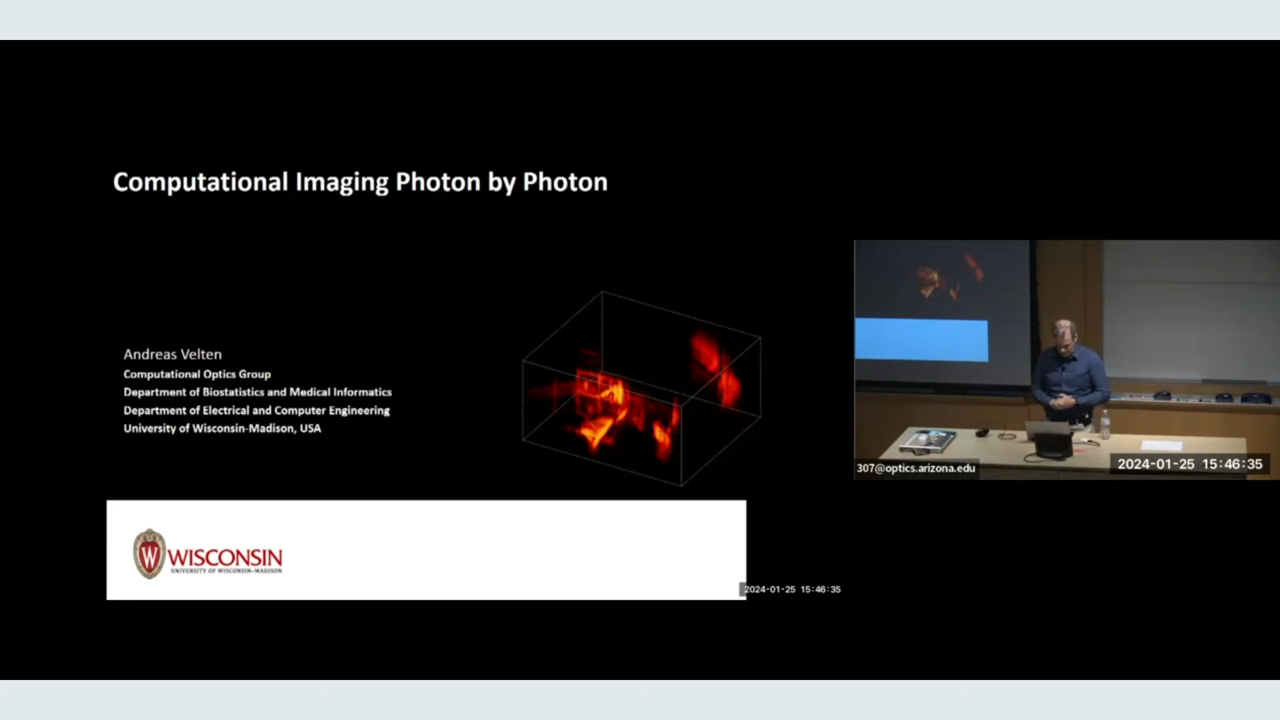 Computational Imaging Photon by Photon
Andreas Velten
Computational Optics Group
Department of Biostatistics and Medical Informatics
Department of Electrical and Computer Engineering
University of Wisconsin-Madison, USA
W WISCONSIN
UNIVERSITY OF WISCONSIN-MADISON
2024-01-25 15:46:35
307@optics.arizona.edu
2024-01-25 15:46:35